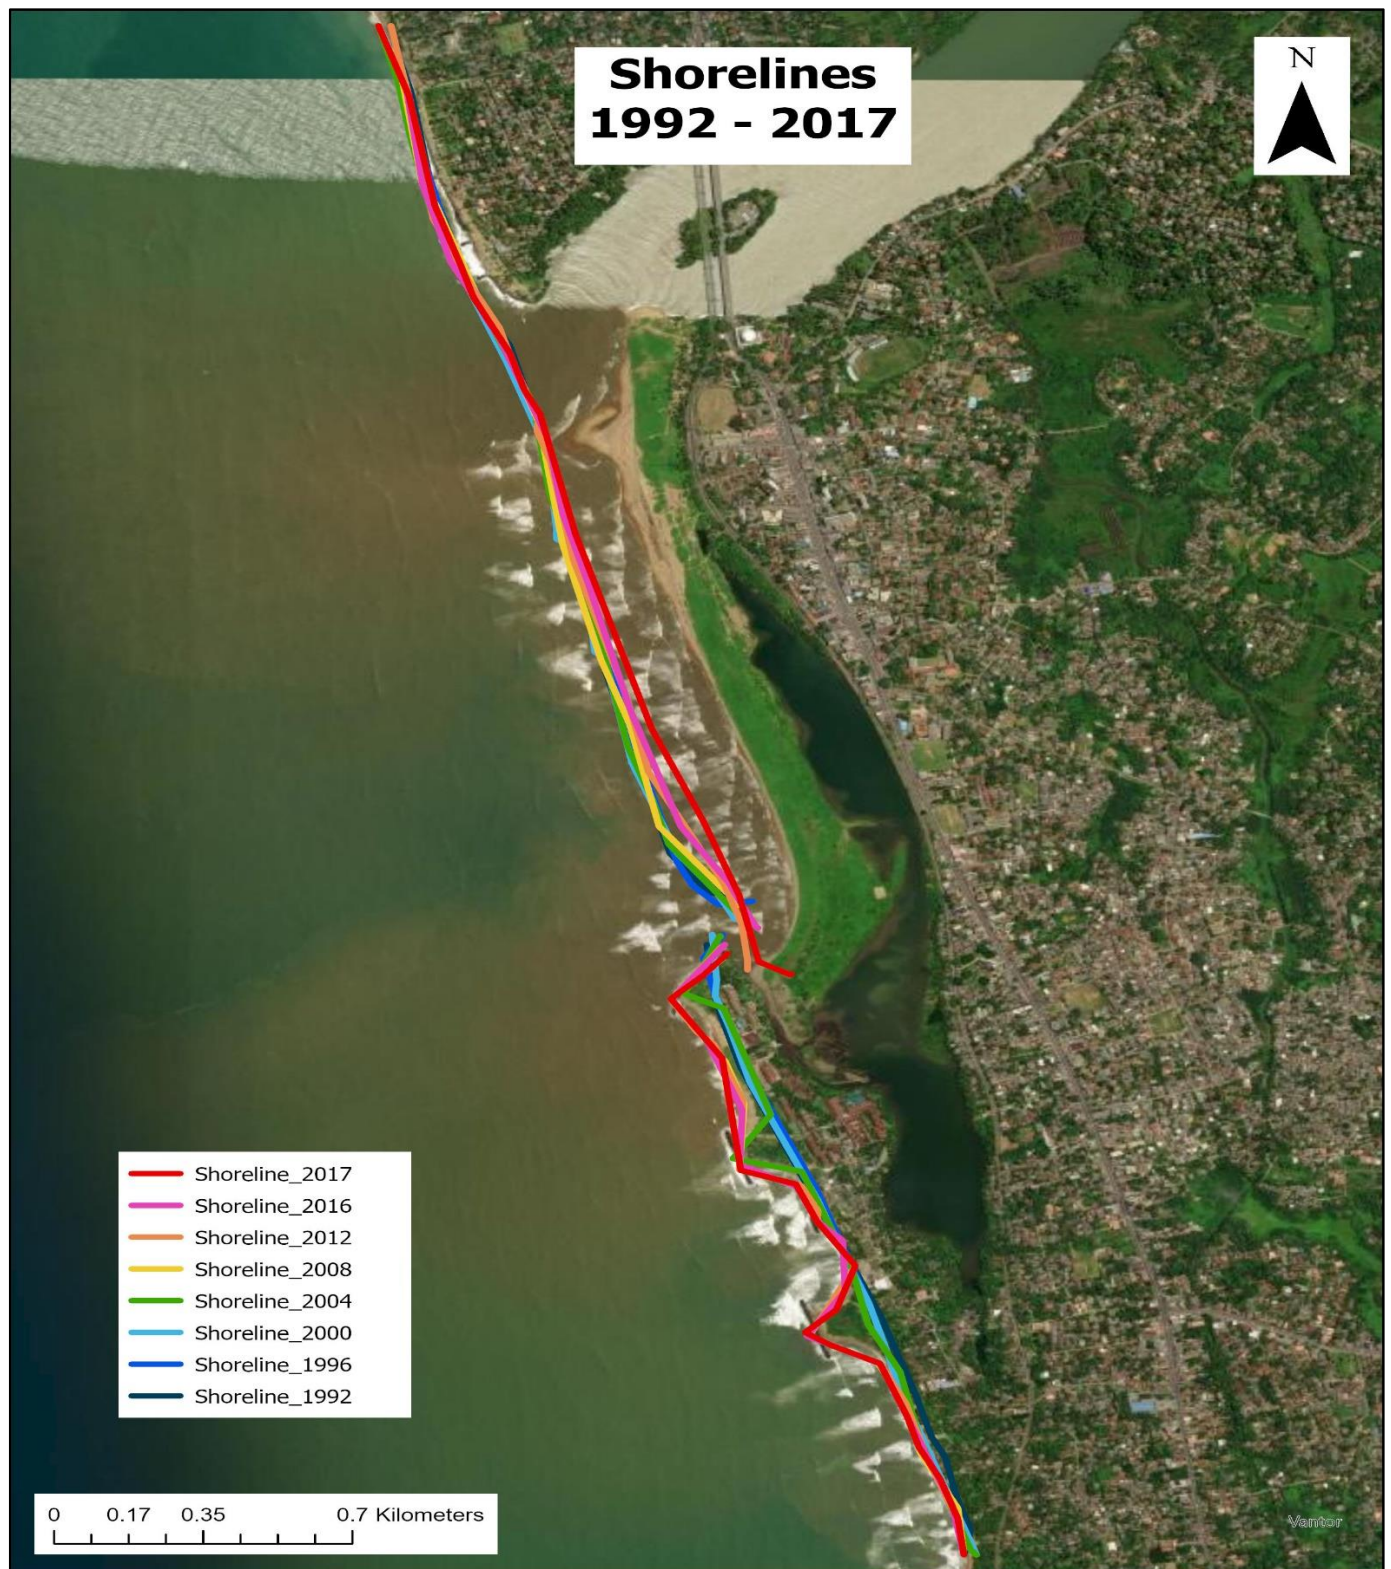 Shorelines
1992 - 2017
N
Shoreline_2017
Shoreline_2016
Shoreline_2012
Shoreline_2008
Shoreline_2004
Shoreline_2000
Shoreline_1996
Shoreline_1992
0 0.17 0.35 0.7 Kilometers
Vantor